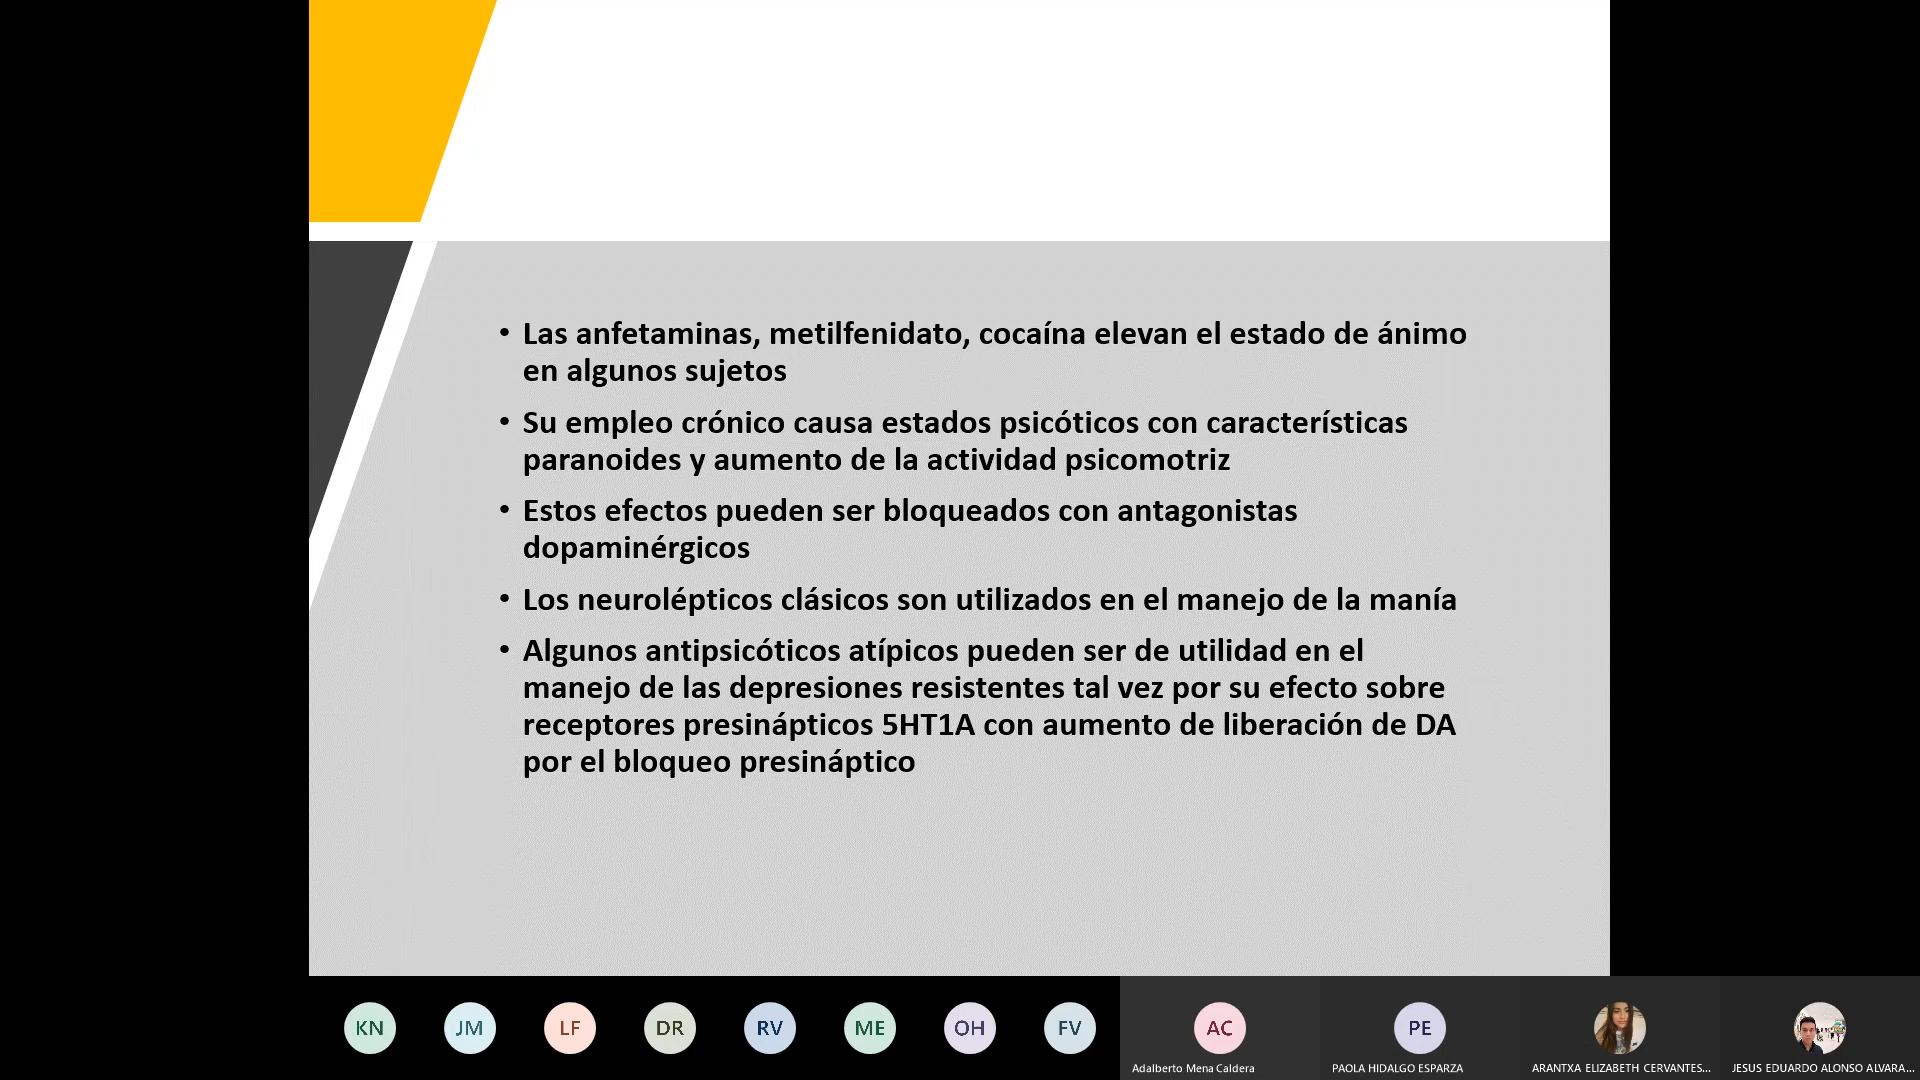 • Las anfetaminas, metilfenidato, cocaína elevan el estado de ánimo
en algunos sujetos
• Su empleo crónico causa estados psicóticos con características
paranoides y aumento de la actividad psicomotriz
• Estos efectos pueden ser bloqueados con antagonistas
dopaminérgicos
• Los neurolépticos clásicos son utilizados en el manejo de la manía
• Algunos antipsicóticos atípicos pueden ser de utilidad en el
manejo de las depresiones resistentes tal vez por su efecto sobre
receptores presinápticos 5HT1A con aumento de liberación de DA
por el bloqueo presináptico
KN JM LF DR RV ME OH FV AC PE
Adalberto Mena Caldera PAOLA HIDALGO ESPARZA ARANTXA ELIZABETH CERVANTES... JESUS EDUARDO ALONSO ALVARA...